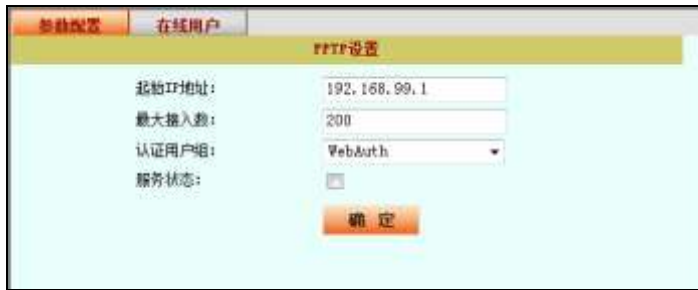 参数配置 在线用户
PPTP设置
起始IP地址： 192.168.99.1
最大接入数： 200
认证用户组： WebAuth
服务状态：
确 定